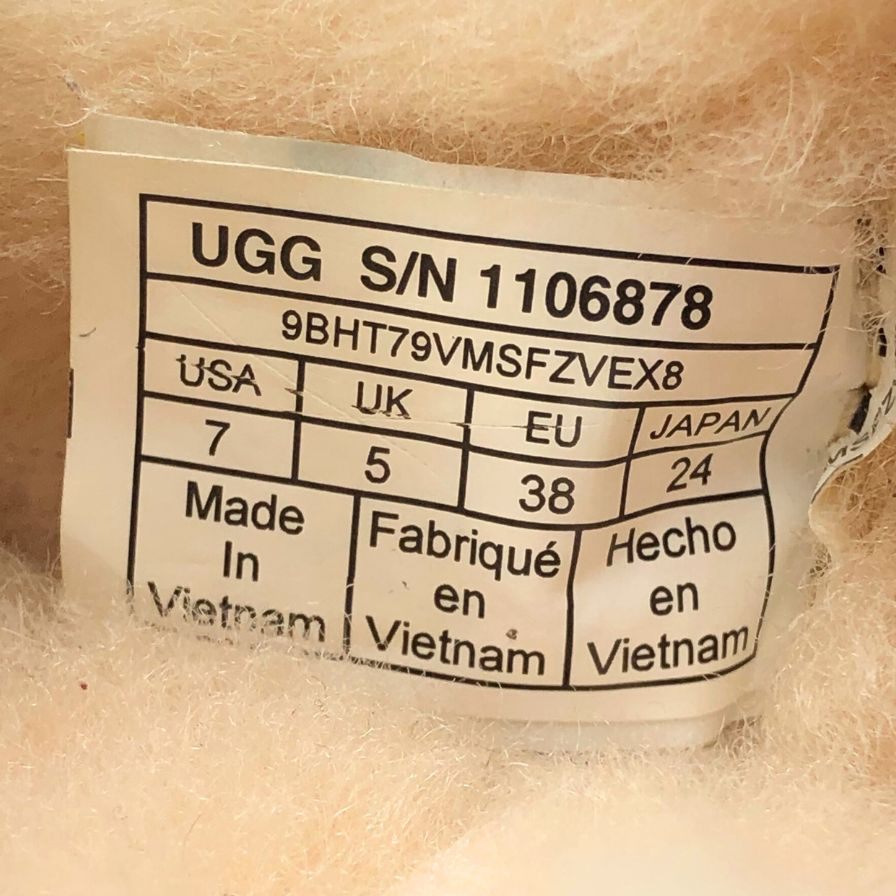 UGG S/N 1106878
9BHT79VMSFZVEX8
USA UK EU JAPAN
7 5 38 24
Made In Vietnam
Fabriqué en Vietnam
Hecho en Vietnam